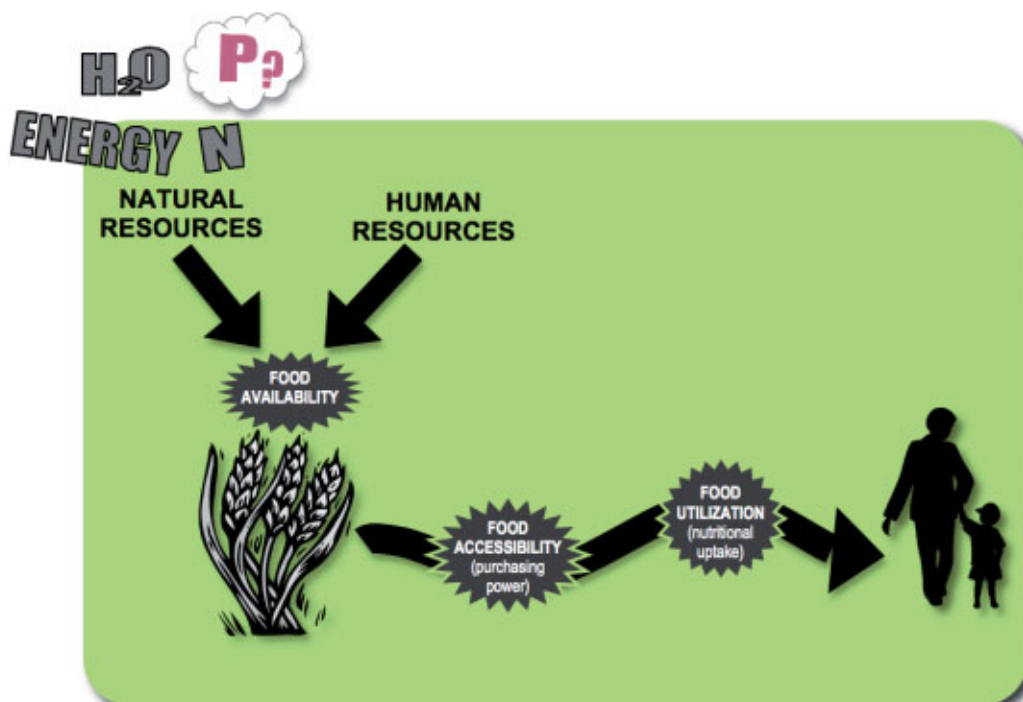 H2O P?
ENERGY N
NATURAL
RESOURCES
HUMAN
RESOURCES
FOOD
AVAILABILITY
FOOD
ACCESSIBILITY
(purchasing
power)
FOOD
UTILIZATION
(nutritional
uptake)